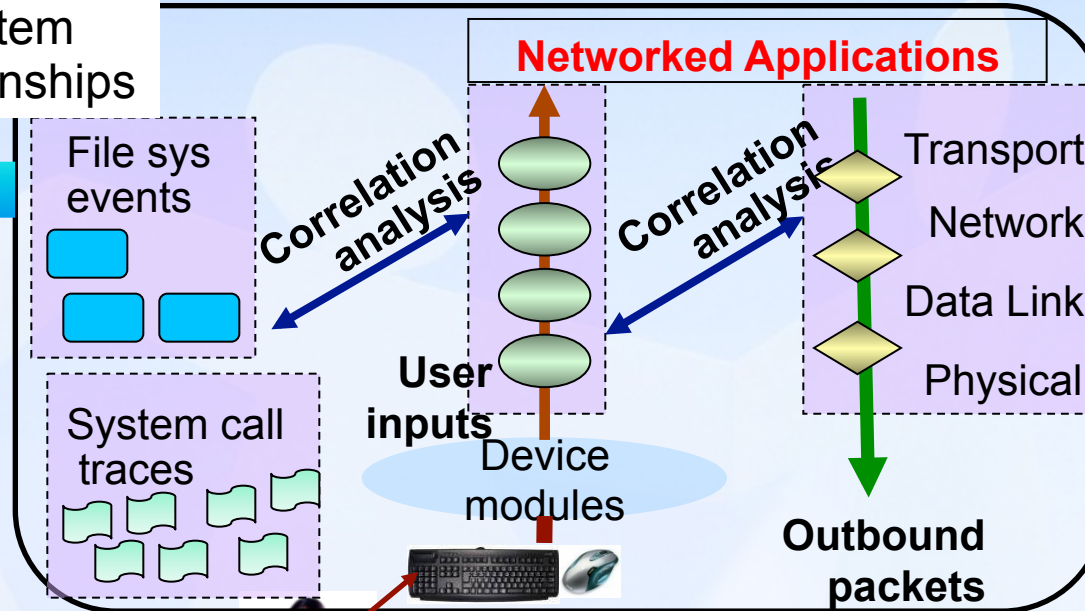 tem
nships
Networked Applications
File sys
events
Correlation
analysis
Correlation
analysis
Transport
Network
Data Link
Physical
User
inputs
System call
traces
Device
modules
Outbound
packets